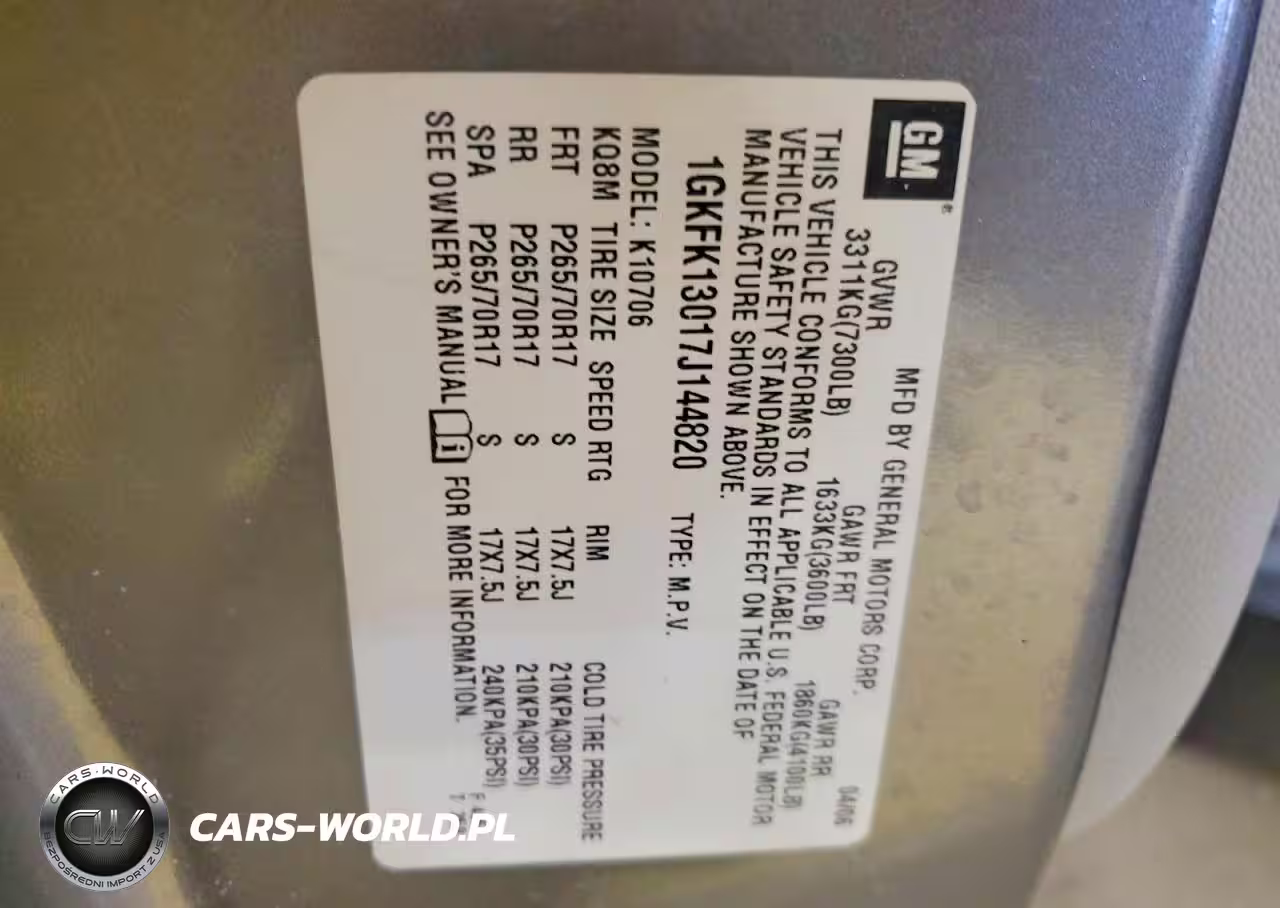 GM
MFD BY GENERAL MOTORS CORP. 04/06
GVWR GAWR FRT GAWR RR
3311KG(7300LB) 1633KG(3600LB) 1860KG(4100LB)
THIS VEHICLE CONFORMS TO ALL APPLICABLE U.S. FEDERAL MOTOR
VEHICLE SAFETY STANDARDS IN EFFECT ON THE DATE OF
MANUFACTURE SHOWN ABOVE.
1GKFK13017J144820 TYPE: M.P.V.
MODEL: K10706
KQ8M TIRE SIZE SPEED RTG RIM COLD TIRE PRESSURE
FRT P265/70R17 S 17X7.5J 210KPA(30PSI)
RR P265/70R17 S 17X7.5J 210KPA(30PSI)
SPA P265/70R17 S 17X7.5J 240KPA(35PSI)
SEE OWNER'S MANUAL i FOR MORE INFORMATION.
CARS-WORLD
CW
BEZPOŚREDNI IMPORT Z USA
CARS-WORLD.PL